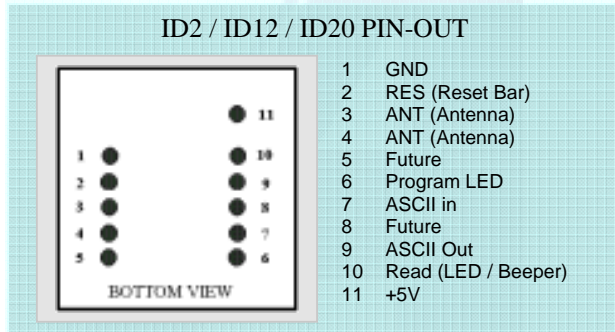 ID2 / ID12 / ID20 PIN-OUT
11
1 10
2 9
3 8
4 7
5 6
BOTTOM VIEW
1 GND
2 RES (Reset Bar)
3 ANT (Antenna)
4 ANT (Antenna)
5 Future
6 Program LED
7 ASCII in
8 Future
9 ASCII Out
10 Read (LED / Beeper)
11 +5V